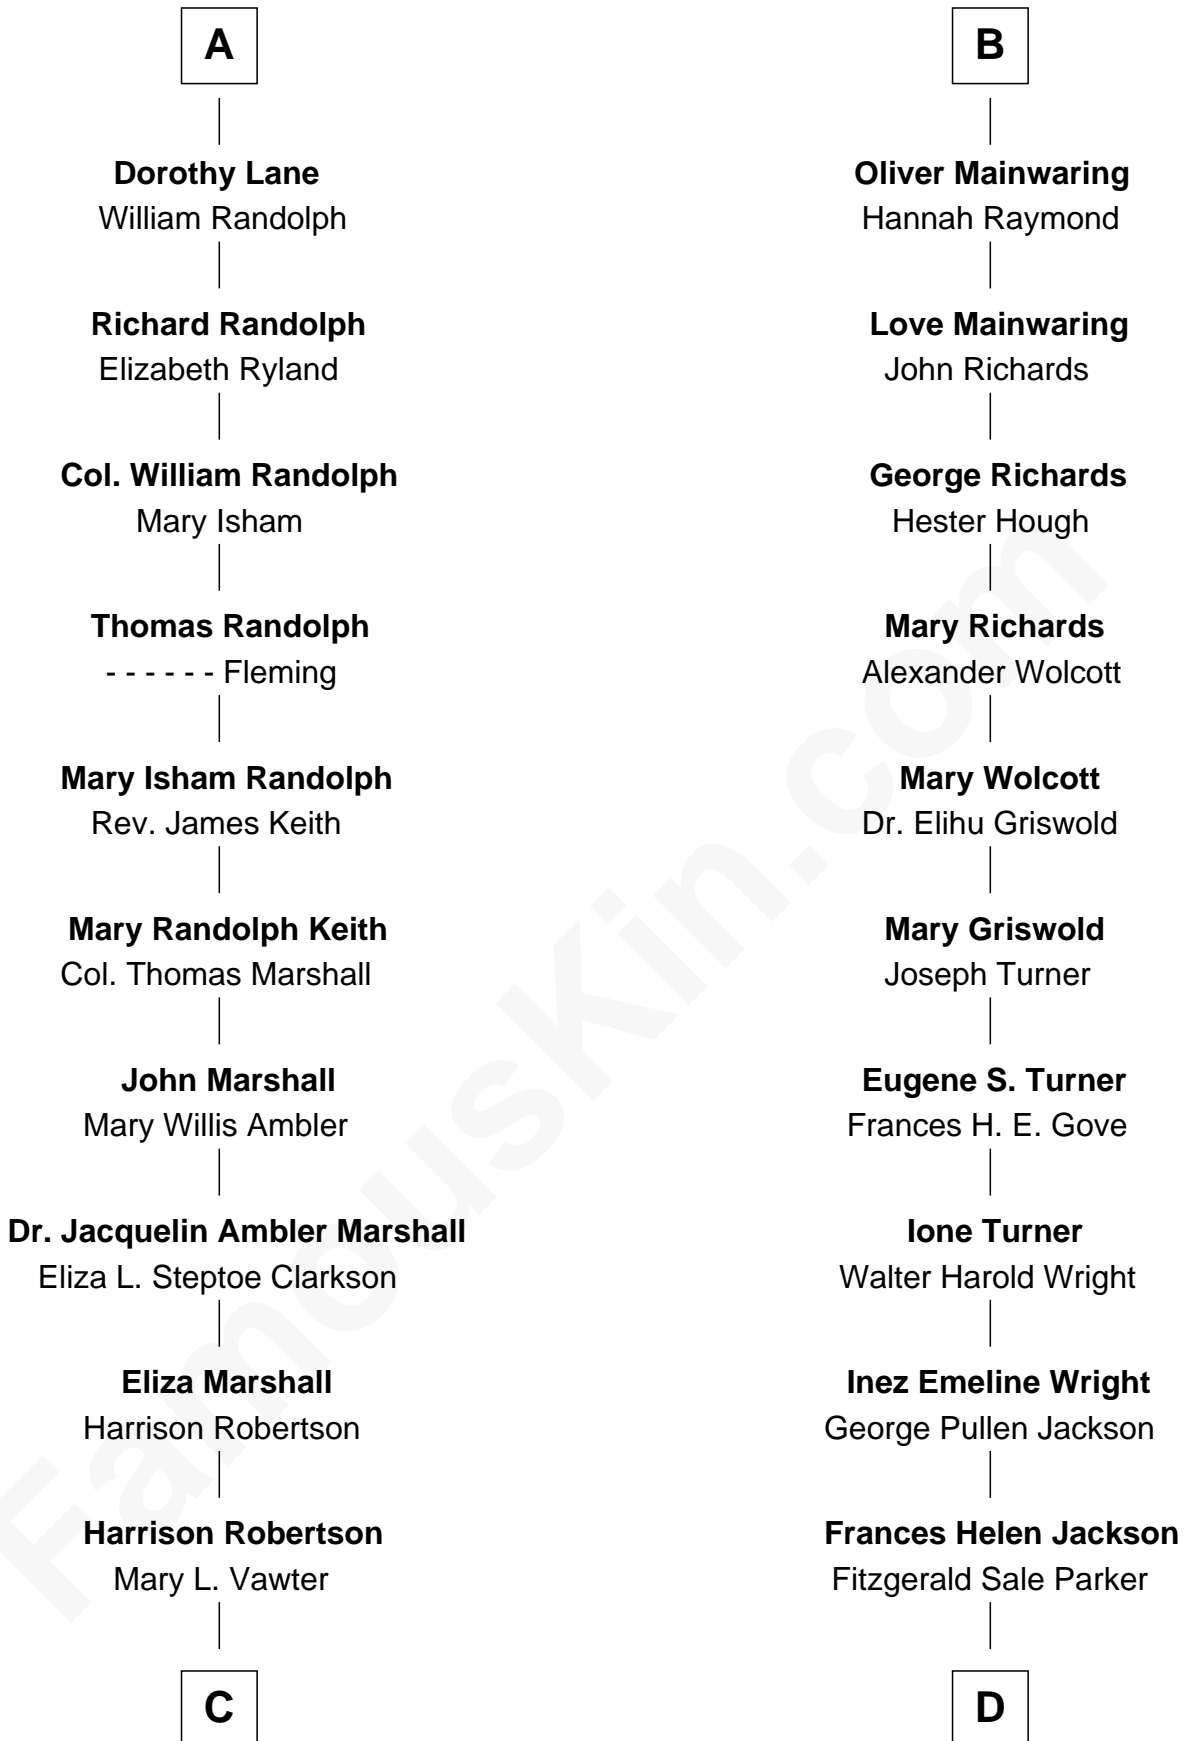 A
Dorothy Lane
William Randolph
Richard Randolph
Elizabeth Ryland
Col. William Randolph
Mary Isham
Thomas Randolph
- - - - - - Fleming
Mary Isham Randolph
Rev. James Keith
Mary Randolph Keith
Col. Thomas Marshall
John Marshall
Mary Willis Ambler
Dr. Jacquelin Ambler Marshall
Eliza L. Steptoe Clarkson
Eliza Marshall
Harrison Robertson
Harrison Robertson
Mary L. Vawter
C
B
Oliver Mainwaring
Hannah Raymond
Love Mainwaring
John Richards
George Richards
Hester Hough
Mary Richards
Alexander Wolcott
Mary Wolcott
Dr. Elihu Griswold
Mary Griswold
Joseph Turner
Eugene S. Turner
Frances H. E. Gove
Ione Turner
Walter Harold Wright
Inez Emeline Wright
George Pullen Jackson
Frances Helen Jackson
Fitzgerald Sale Parker
D
FamousKin.com